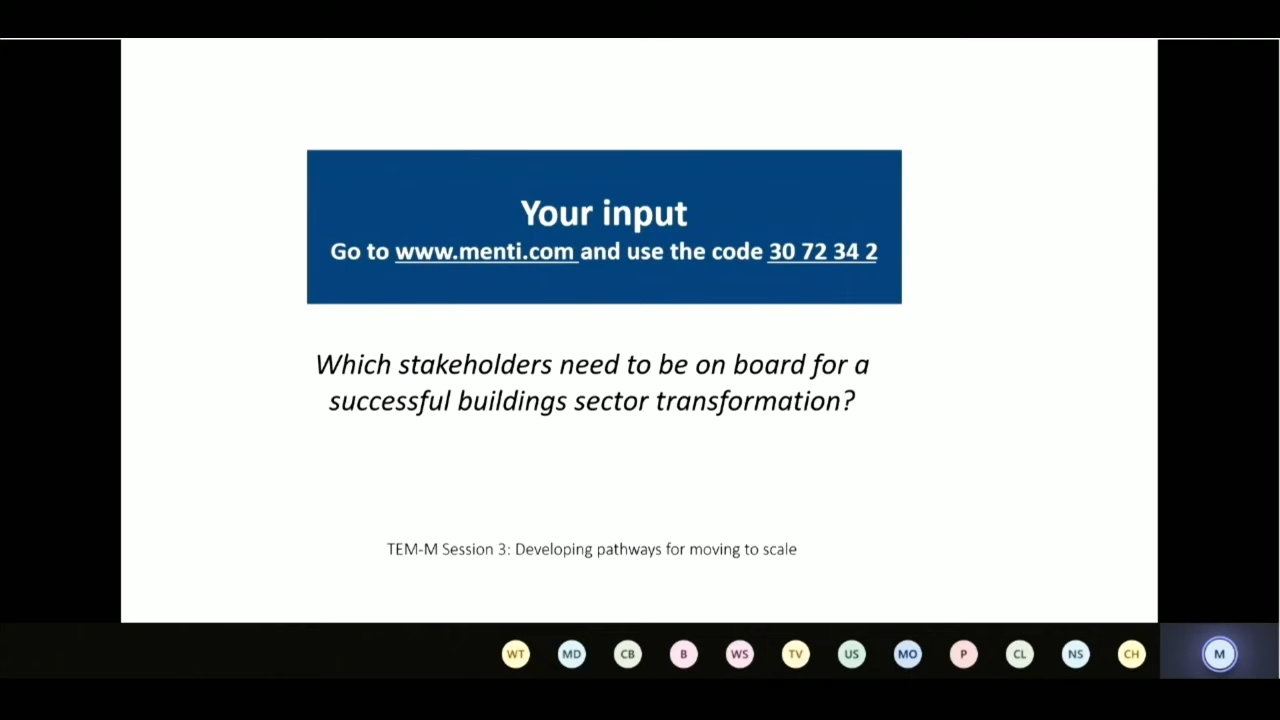 Your input
Go to www.menti.com and use the code 30 72 34 2
Which stakeholders need to be on board for a
successful buildings sector transformation?
TEM-M Session 3: Developing pathways for moving to scale
WT MD CB B WS TV US MO P CL NS CH M